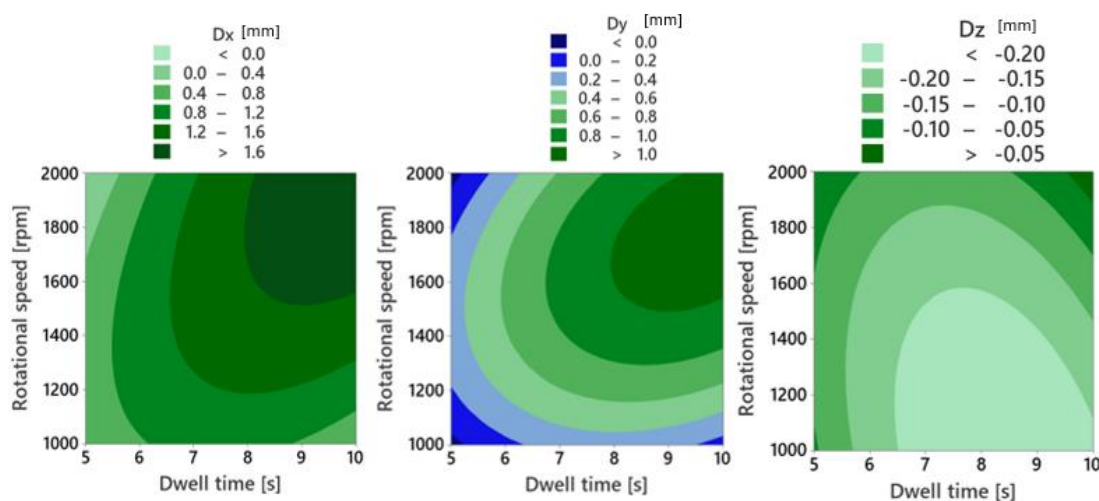 Dx [mm]
< 0.0
0.0 – 0.4
0.4 – 0.8
0.8 – 1.2
1.2 – 1.6
> 1.6
2000
1800
1600
1400
1200
1000
Rotational speed [rpm]
5 6 7 8 9 10
Dwell time [s]
Dy [mm]
< 0.0
0.0 – 0.2
0.2 – 0.4
0.4 – 0.6
0.6 – 0.8
0.8 – 1.0
> 1.0
2000
1800
1600
1400
1200
1000
Rotational speed [rpm]
5 6 7 8 9 10
Dwell time [s]
Dz [mm]
< -0.20
-0.20 – -0.15
-0.15 – -0.10
-0.10 – -0.05
> -0.05
2000
1800
1600
1400
1200
1000
Rotational speed [rpm]
5 6 7 8 9 10
Dwell time [s]